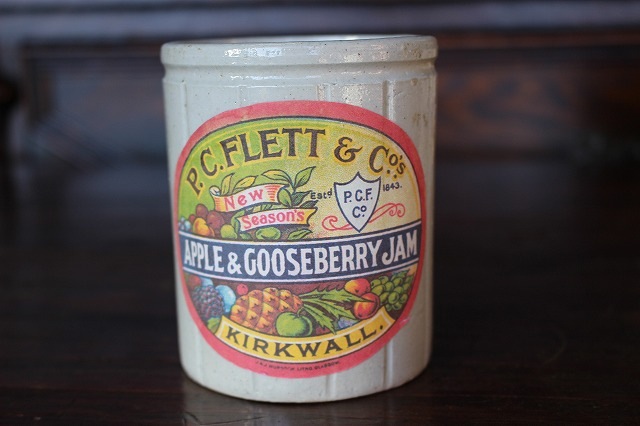 P.C. FLETT & Co's
New
Season's
Estd 1843.
P.C.F.
Co
APPLE & GOOSEBERRY JAM
KIRKWALL.